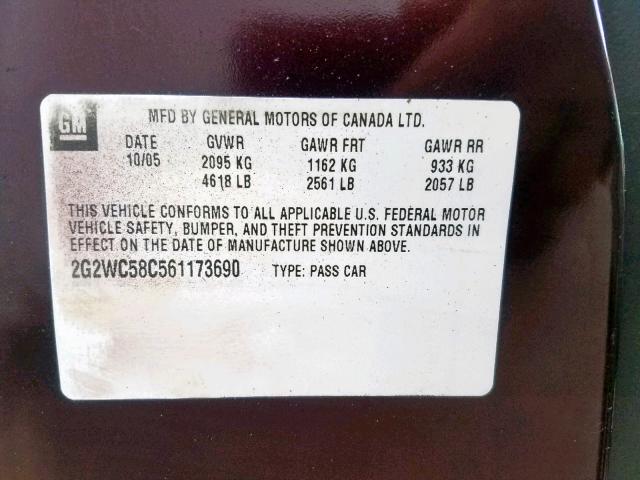 GM
MFD BY GENERAL MOTORS OF CANADA LTD.
DATE GVWR GAWR FRT GAWR RR
10/05 2095 KG 1162 KG 933 KG
4618 LB 2561 LB 2057 LB
THIS VEHICLE CONFORMS TO ALL APPLICABLE U.S. FEDERAL MOTOR
VEHICLE SAFETY, BUMPER, AND THEFT PREVENTION STANDARDS IN
EFFECT ON THE DATE OF MANUFACTURE SHOWN ABOVE.
2G2WC58C561173690 TYPE: PASS CAR